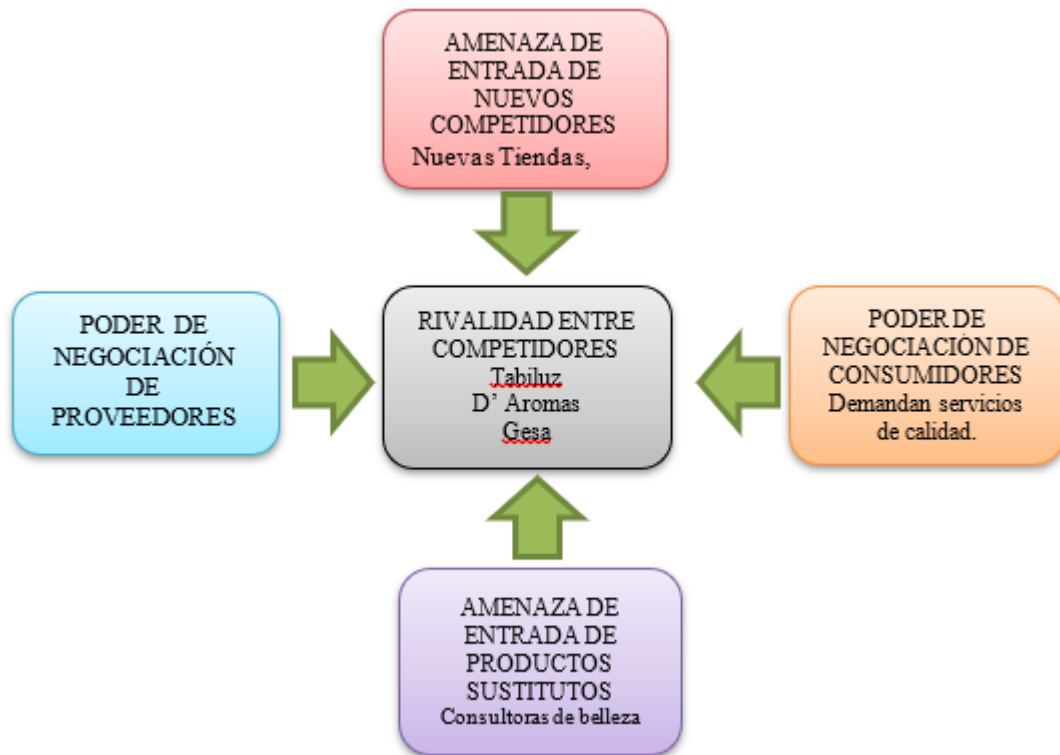 AMENAZA DE
ENTRADA DE
NUEVOS
COMPETIDORES
Nuevas Tiendas,
PODER DE
NEGOCIACIÓN
DE
PROVEEDORES
RIVALIDAD ENTRE
COMPETIDORES
Tabiluz
D’ Aromas
Gesa
PODER DE
NEGOCIACIÓN DE
CONSUMIDORES
Demandan servicios
de calidad.
AMENAZA DE
ENTRADA DE
PRODUCTOS
SUSTITUTOS
Consultoras de belleza